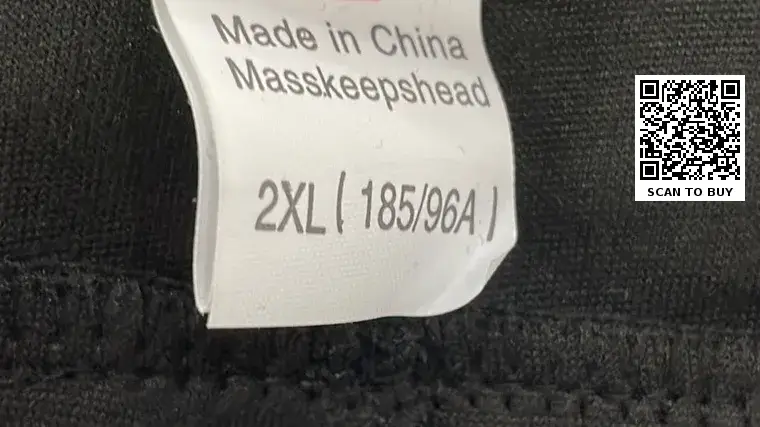 Made in China
Masskeepshead
2XL ( 185/96A )
SCAN TO BUY